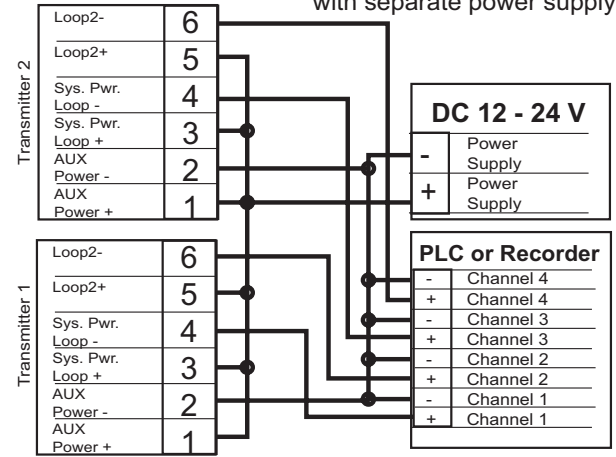 with separate power supply
Transmitter 2
Loop2- 6
Loop2+ 5
Sys. Pwr.
Loop - 4
Sys. Pwr.
Loop + 3
AUX
Power - 2
AUX
Power + 1
DC 12 - 24 V
- Power
Supply
+ Power
Supply
Transmitter 1
Loop2- 6
Loop2+ 5
Sys. Pwr.
Loop - 4
Sys. Pwr.
Loop + 3
AUX
Power - 2
AUX
Power + 1
PLC or Recorder
- Channel 4
+ Channel 4
- Channel 3
+ Channel 3
- Channel 2
+ Channel 2
- Channel 1
+ Channel 1